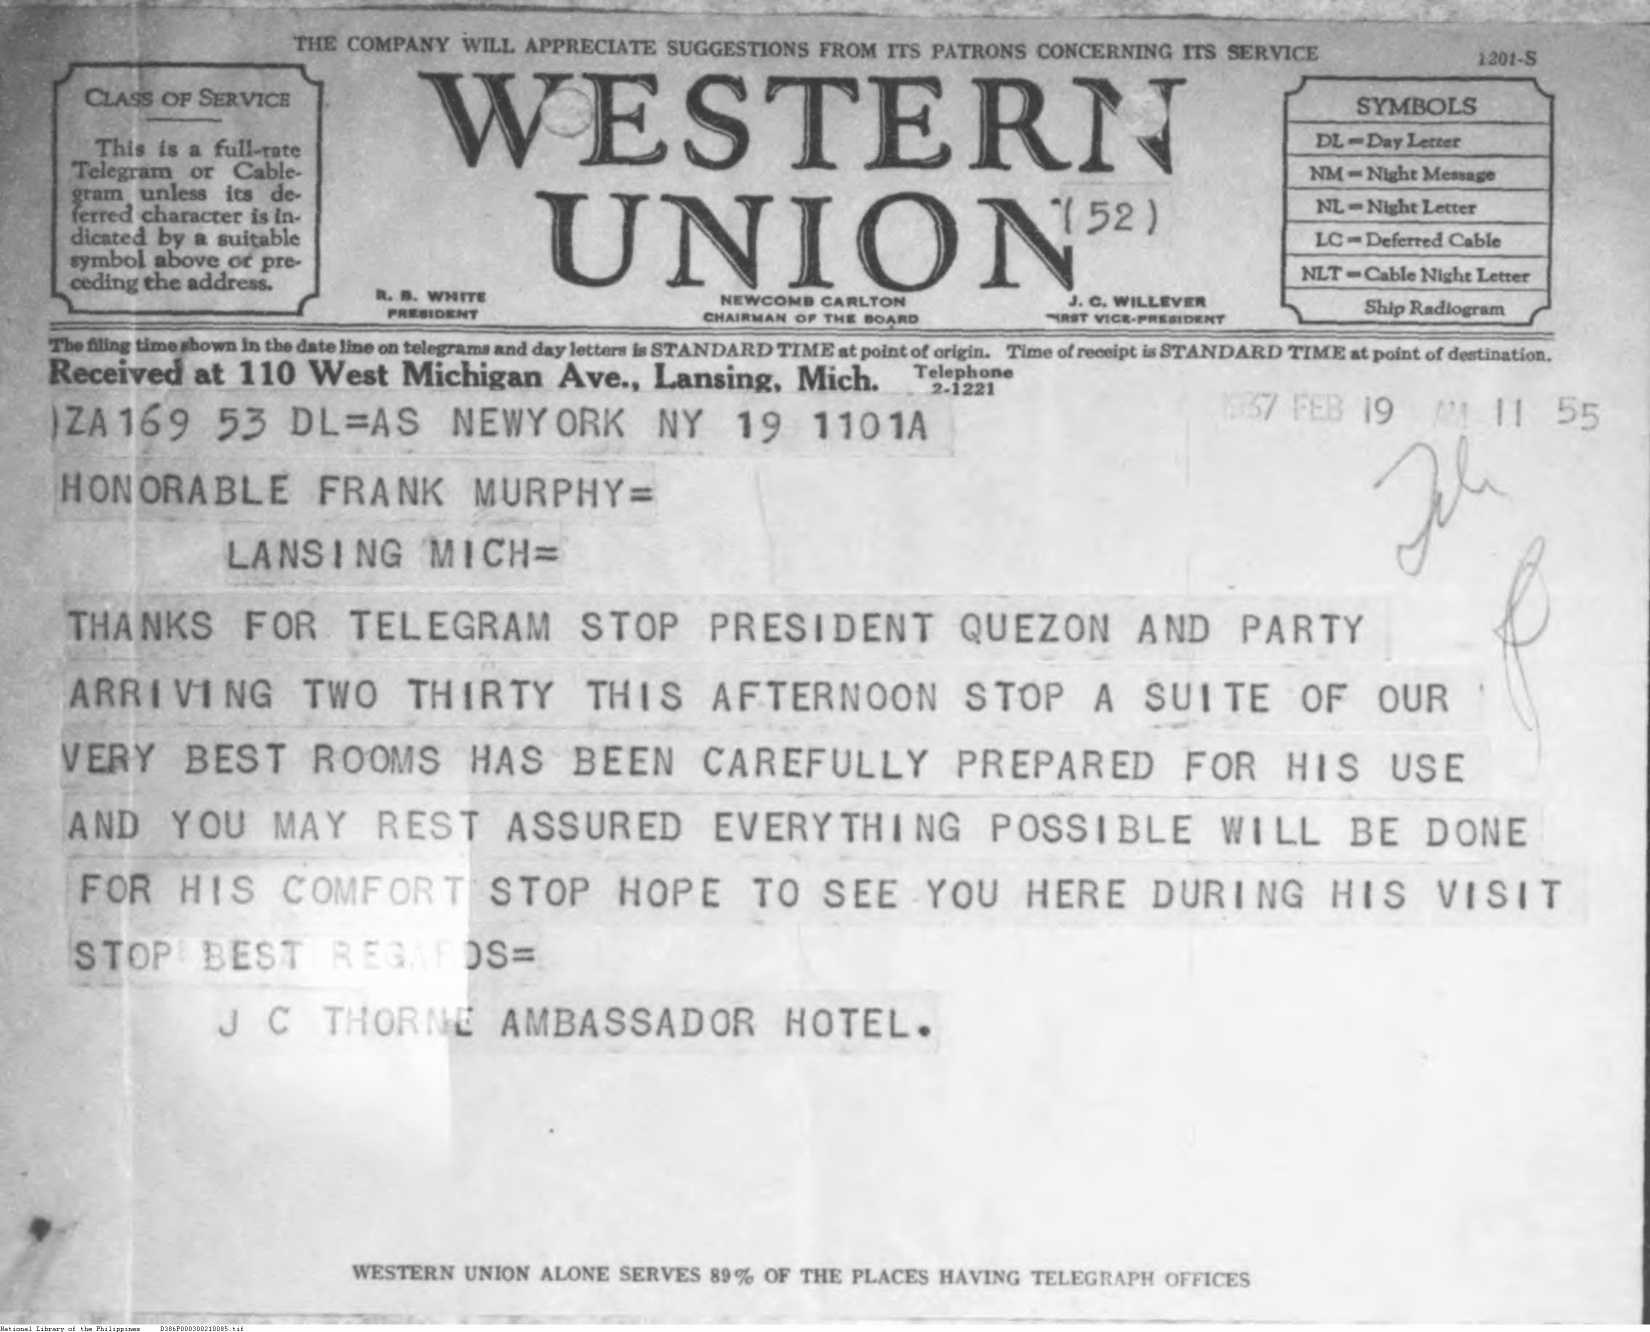 THE COMPANY WILL APPRECIATE SUGGESTIONS FROM ITS PATRONS CONCERNING ITS SERVICE
1201-S
CLASS OF SERVICE
This is a full-rate
Telegram or Cable-
gram unless its de-
ferred character is in-
dicated by a suitable
symbol above or pre-
ceding the address.
WESTERN
UNION
(52)
R. B. WHITE
PRESIDENT
NEWCOMB CARLTON
CHAIRMAN OF THE BOARD
J. C. WILLEVER
FIRST VICE-PRESIDENT
SYMBOLS
DL = Day Letter
NM = Night Message
NL = Night Letter
LC = Deferred Cable
NLT = Cable Night Letter
Ship Radiogram
The filing time shown in the date line on telegrams and day letters is STANDARD TIME at point of origin. Time of receipt is STANDARD TIME at point of destination.
Received at 110 West Michigan Ave., Lansing, Mich. Telephone
2-1221
ZA169 53 DL=AS NEWYORK NY 19 1101A
1937 FEB 19 AM 11 55
HONORABLE FRANK MURPHY=
LANSING MICH=
THANKS FOR TELEGRAM STOP PRESIDENT QUEZON AND PARTY
ARRIVING TWO THIRTY THIS AFTERNOON STOP A SUITE OF OUR
VERY BEST ROOMS HAS BEEN CAREFULLY PREPARED FOR HIS USE
AND YOU MAY REST ASSURED EVERYTHING POSSIBLE WILL BE DONE
FOR HIS COMFORT STOP HOPE TO SEE YOU HERE DURING HIS VISIT
STOP BEST REGARDS=
J C THORNE AMBASSADOR HOTEL.
WESTERN UNION ALONE SERVES 89% OF THE PLACES HAVING TELEGRAPH OFFICES
National Library of the Philippines D386P000300210085.tif